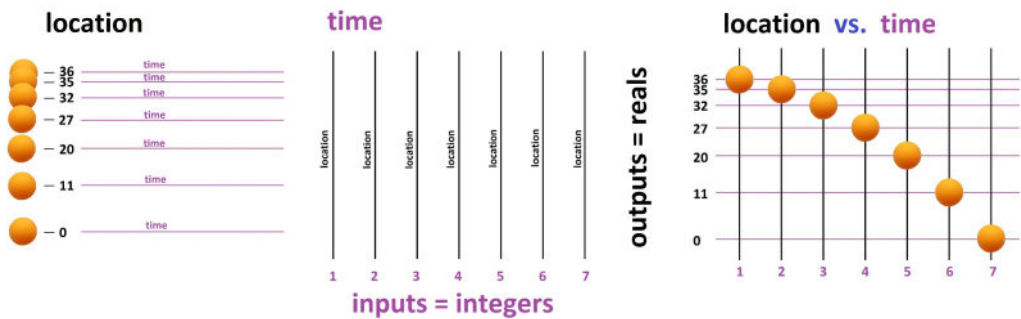 location
— 36
— 35
— 32
— 27
— 20
— 11
— 0
time
time
time
time
time
time
time
time
location
location
location
location
location
location
location
1 2 3 4 5 6 7
inputs = integers
location vs. time
outputs = reals
36
35
32
27
20
11
0
1 2 3 4 5 6 7